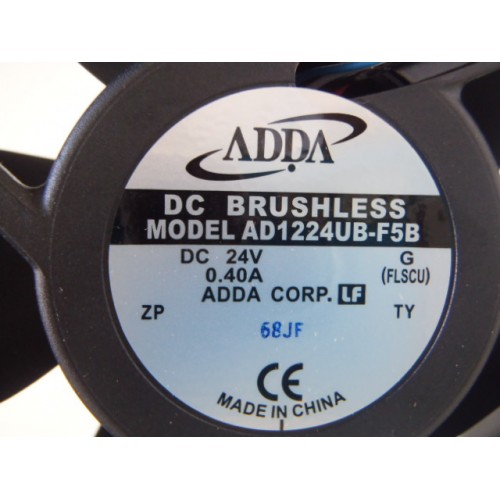 ADDA
DC BRUSHLESS
MODEL AD1224UB-F5B
DC 24V G
0.40A (FLSCU)
ADDA CORP. LF
ZP TY
68JF
CE
MADE IN CHINA